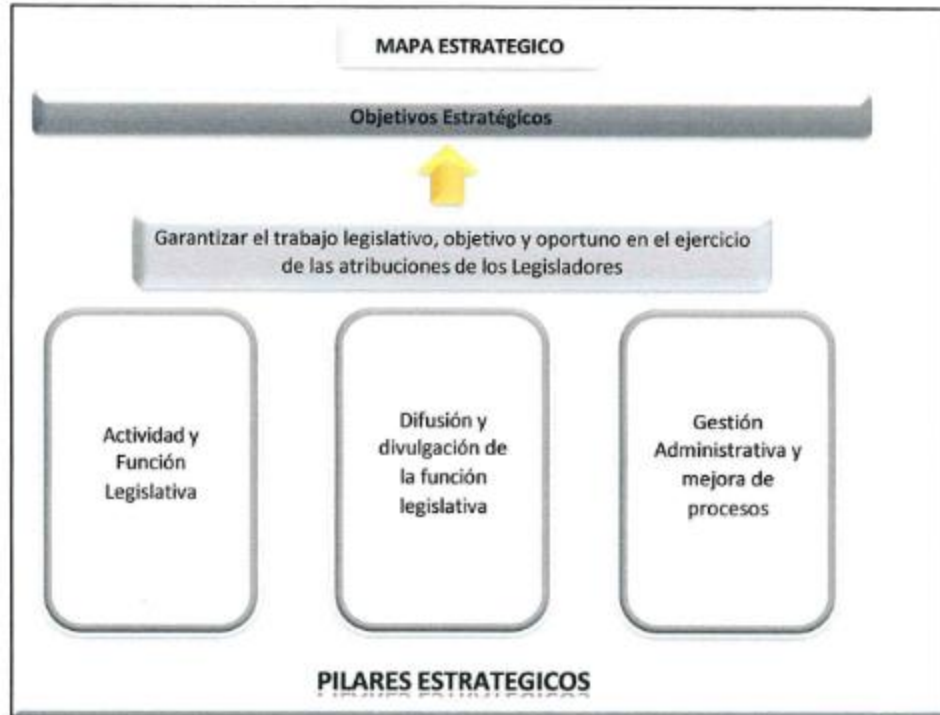 MAPA ESTRATEGICO
Objetivos Estratégicos
Garantizar el trabajo legislativo, objetivo y oportuno en el ejercicio
de las atribuciones de los Legisladores
Actividad y
Función
Legislativa
Difusión y
divulgación de
la función
legislativa
Gestión
Administrativa y
mejora de
procesos
PILARES ESTRATEGICOS